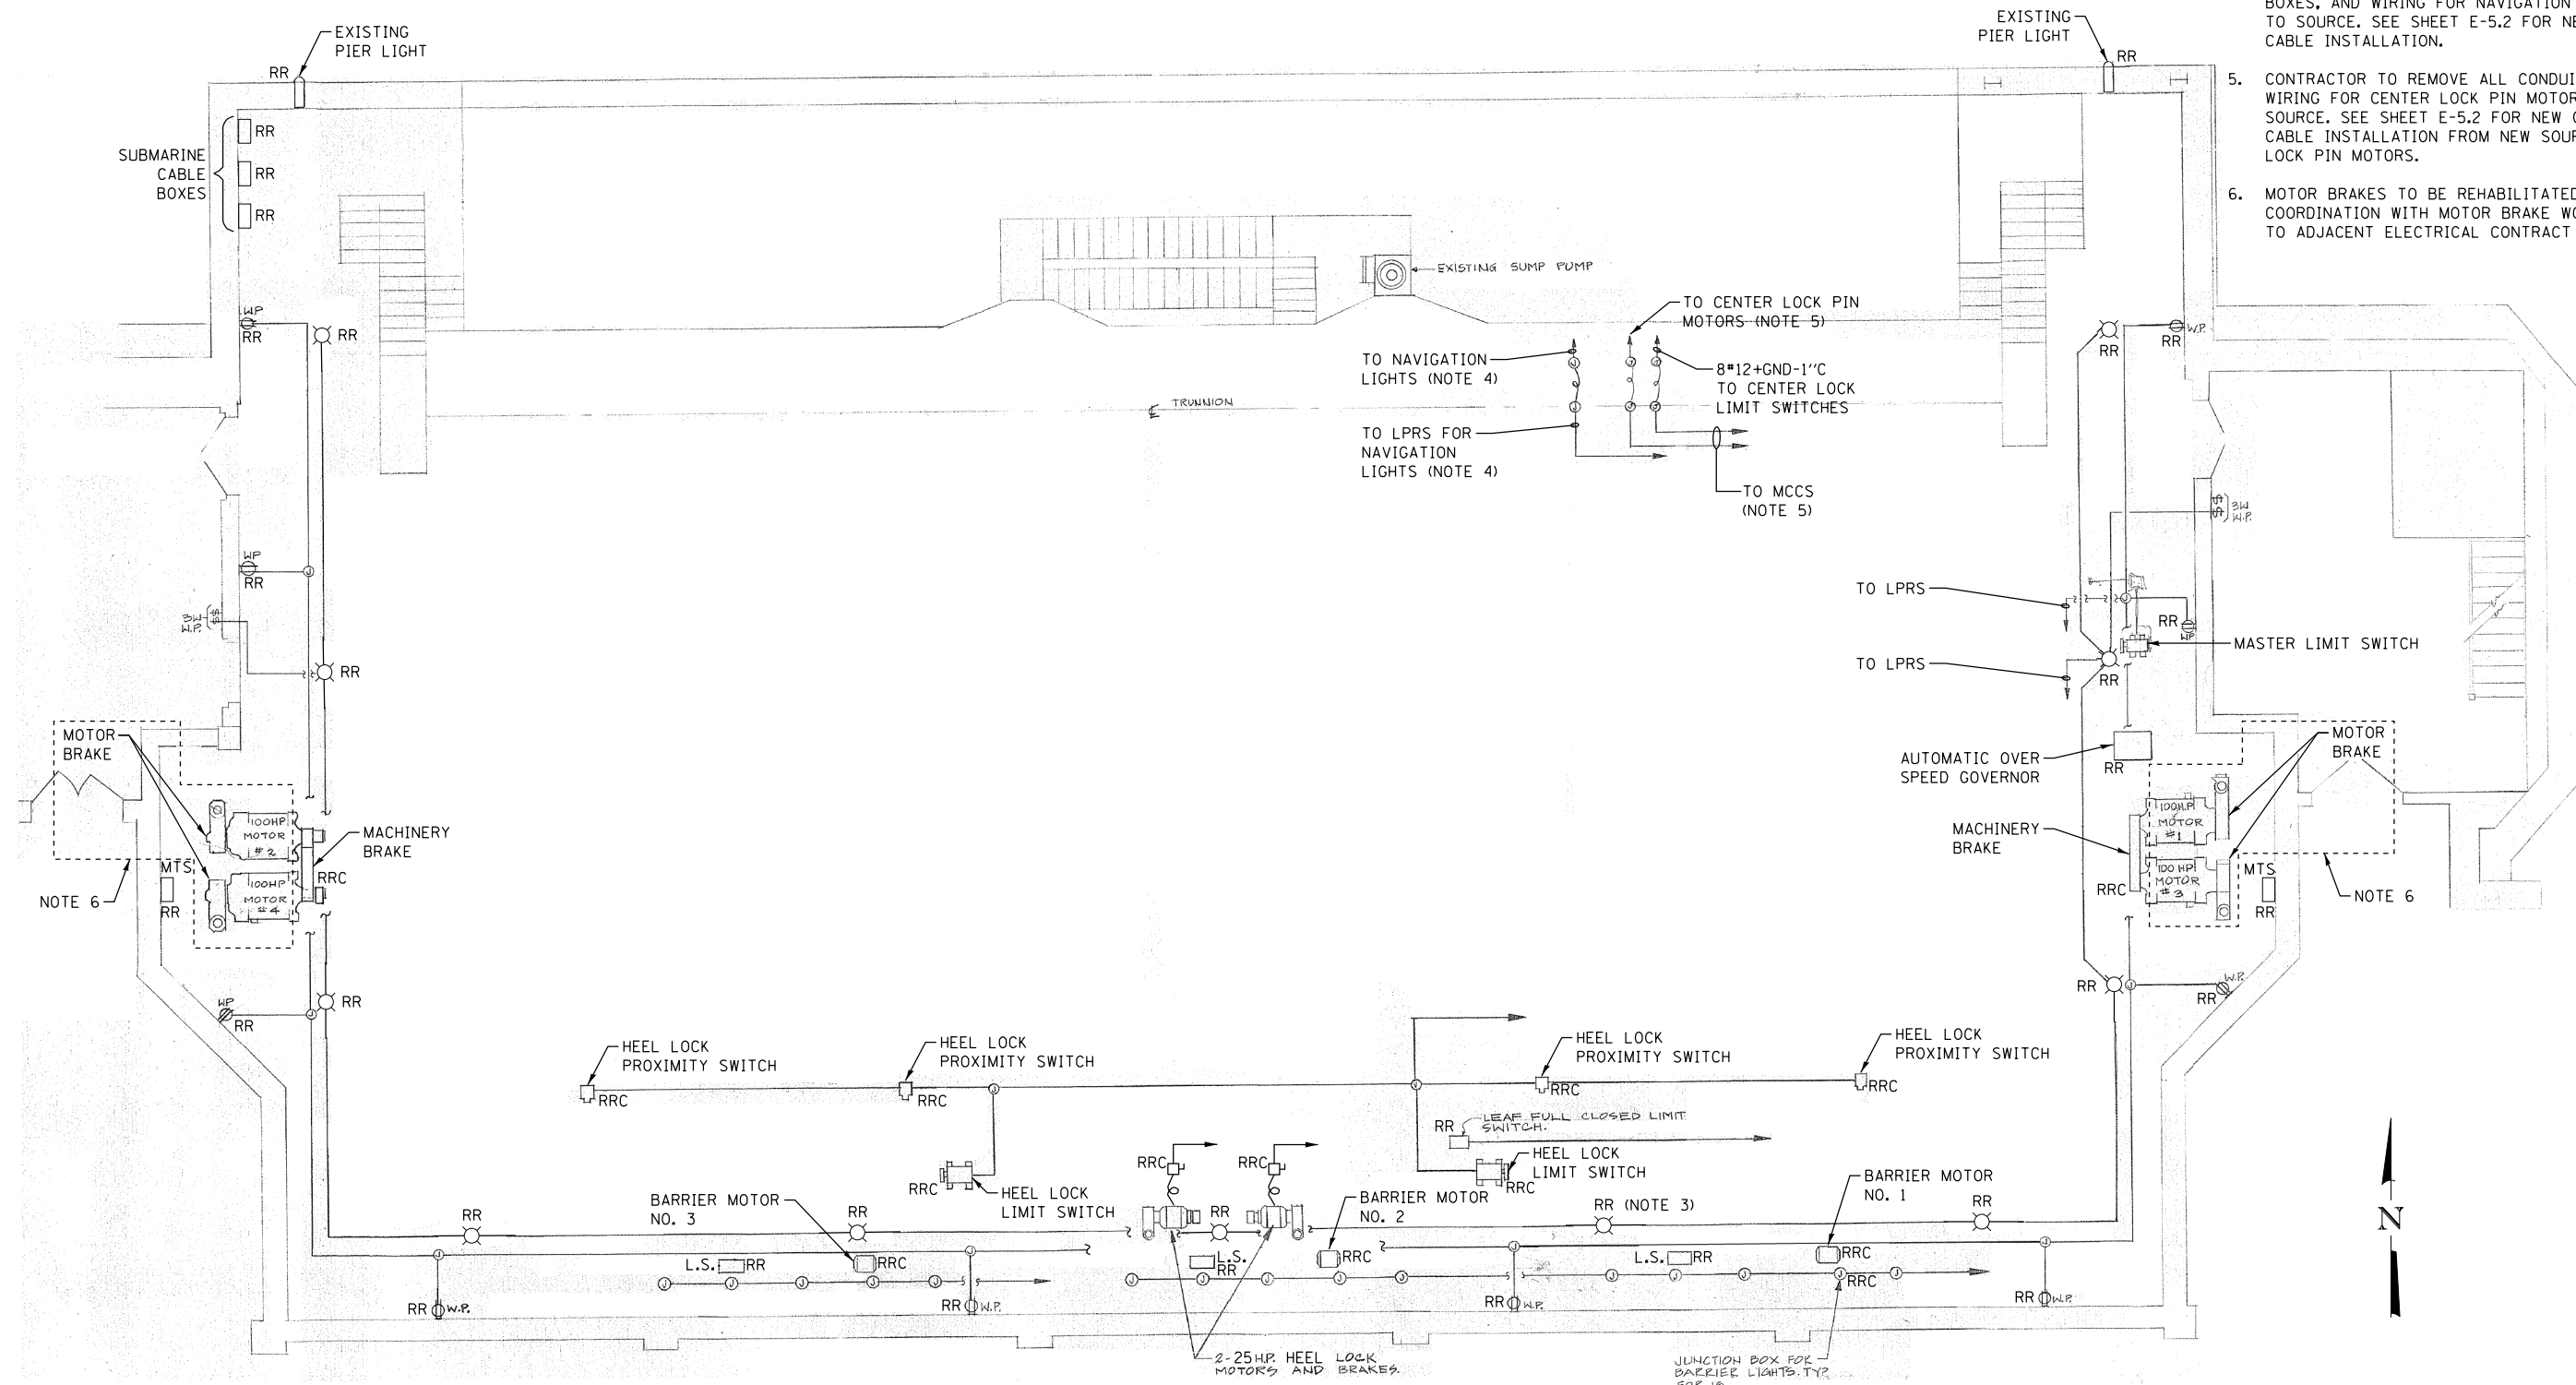 BOXES, AND WIRING FOR NAVIGATION
TO SOURCE. SEE SHEET E-5.2 FOR
CABLE INSTALLATION.
5. CONTRACTOR TO REMOVE ALL
WIRING FOR CENTER LOCK PIN
SOURCE. SEE SHEET E-5.2 FOR NEW
CABLE INSTALLATION FROM NEW
LOCK PIN MOTORS.
6. MOTOR BRAKES TO BE REHABILITATED
COORDINATION WITH MOTOR BRAKE
TO ADJACENT ELECTRICAL CONTRACT
EXISTING
PIER LIGHT
RR
EXISTING
PIER LIGHT
RR
SUBMARINE
CABLE
BOXES
RR
RR
RR
WP
RR
RR
EXISTING SUMP PUMP
TO CENTER LOCK PIN
MOTORS (NOTE 5)
TO NAVIGATION
LIGHTS (NOTE 4)
8#12+GND-1"C
TO CENTER LOCK
LIMIT SWITCHES
TRUNNION
TO LPRS FOR
NAVIGATION
LIGHTS (NOTE 4)
TO MCCS
(NOTE 5)
RR
W.P.
RR
3W
W.P.
WP
RR
3W
W.P.
RR
TO LPRS
TO LPRS
RR
WP
RR
MASTER LIMIT SWITCH
MOTOR
BRAKE
100HP
MOTOR
#2
MACHINERY
BRAKE
MTS
RR
RRC
100HP
MOTOR
#4
NOTE 6
AUTOMATIC OVER
SPEED GOVERNOR
RR
MOTOR
BRAKE
100H.P
MOTOR
#1
MACHINERY
BRAKE
RRC
100 HP
MOTOR
#3
MTS
RR
NOTE 6
WP
RR
RR
RR
W.P.
RR
HEEL LOCK
PROXIMITY SWITCH
RRC
HEEL LOCK
PROXIMITY SWITCH
RRC
HEEL LOCK
PROXIMITY SWITCH
RRC
HEEL LOCK
PROXIMITY SWITCH
RRC
RR
LEAF FULL CLOSED LIMIT
SWITCH.
RRC
HEEL LOCK
LIMIT SWITCH
RRC
RRC
HEEL LOCK
LIMIT SWITCH
RRC
RR
BARRIER MOTOR
NO. 3
RR
RR
BARRIER MOTOR
NO. 2
RR (NOTE 3)
BARRIER MOTOR
NO. 1
RR
L.S.
RR
RRC
L.S.
RR
RRC
L.S.
RR
RRC
RRC
RR
W.P.
RR
W.P.
RR
W.P.
RR
W.P.
2-25 H.P. HEEL LOCK
MOTORS AND BRAKES.
JUNCTION BOX FOR
BARRIER LIGHTS. TYP.
N